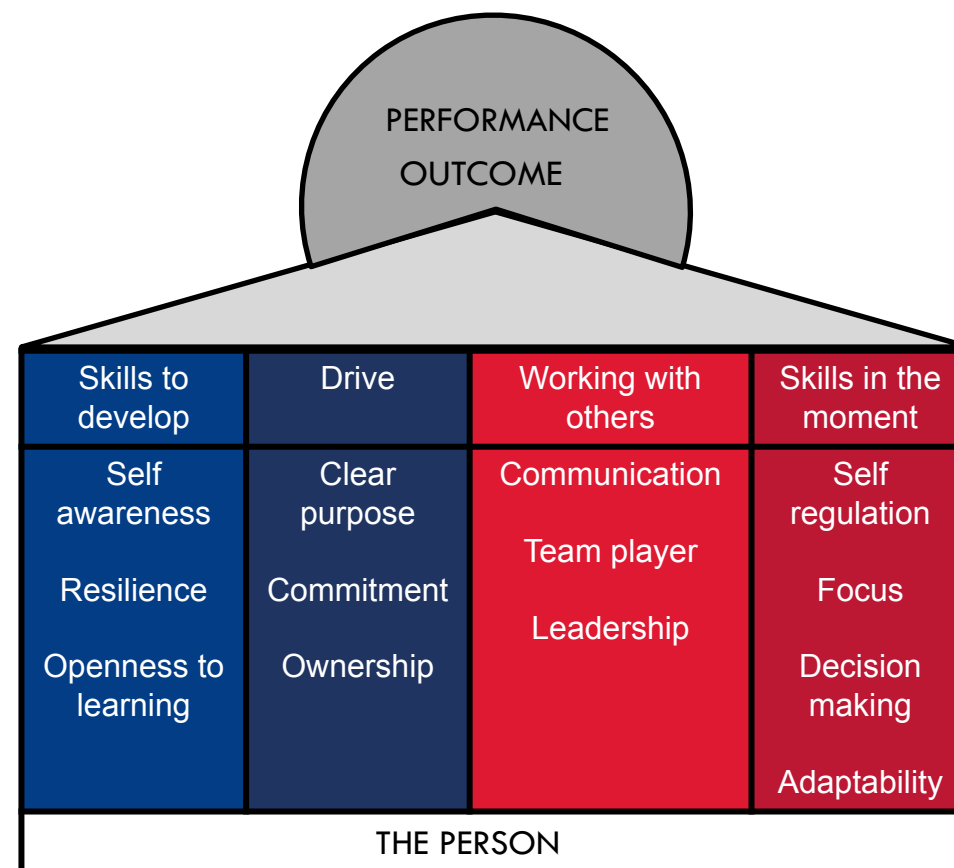 PERFORMANCE
OUTCOME
Skills to
develop
Drive
Working with
others
Skills in the
moment
Self
awareness
Resilience
Openness to
learning
Clear
purpose
Commitment
Ownership
Communication
Team player
Leadership
Self
regulation
Focus
Decision
making
Adaptability
THE PERSON